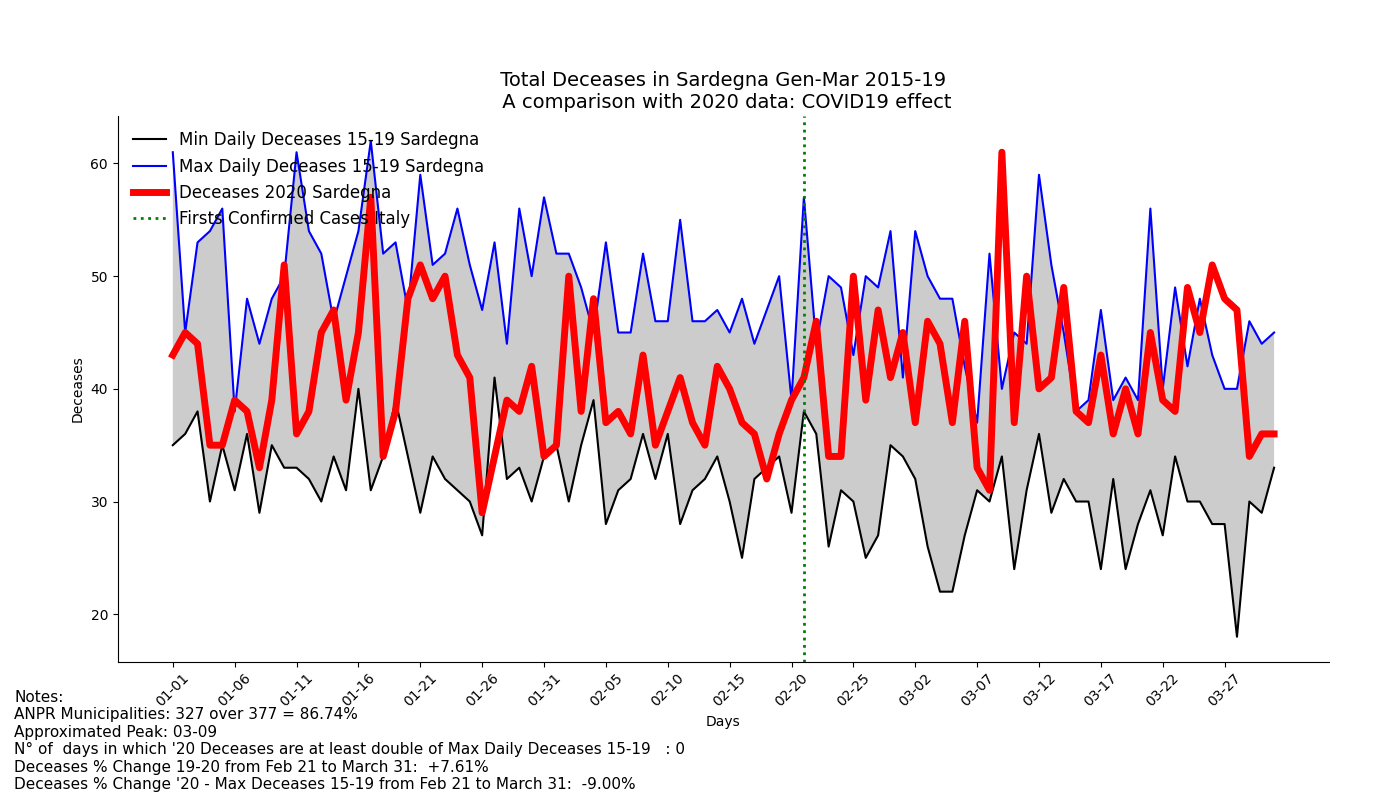 Total Deceases in Sardegna Gen-Mar 2015-19
A comparison with 2020 data: COVID19 effect
Min Daily Deceases 15-19 Sardegna
Max Daily Deceases 15-19 Sardegna
Deceases 2020 Sardegna
Firsts Confirmed Cases Italy
Deceases
60
50
40
30
20
01-01 01-06 01-11 01-16 01-21 01-26 01-31 02-05 02-10 02-15 02-20 02-25 03-02 03-07 03-12 03-17 03-22 03-27
Days
Notes:
ANPR Municipalities: 327 over 377 = 86.74%
Approximated Peak: 03-09
N° of  days in which '20 Deceases are at least double of Max Daily Deceases 15-19   : 0
Deceases % Change 19-20 from Feb 21 to March 31:  +7.61%
Deceases % Change '20 - Max Deceases 15-19 from Feb 21 to March 31:  -9.00%